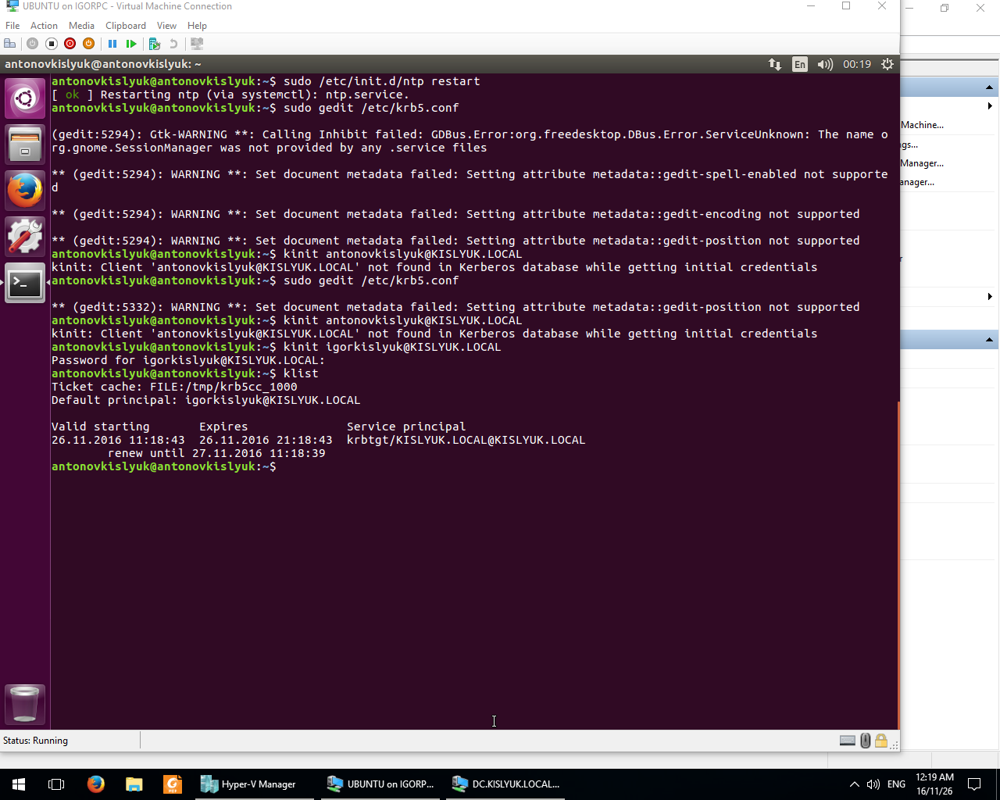 UBUNTU on IGORPC - Virtual Machine Connection
File Action Media Clipboard View Help
antonovkislyuk@antonovkislyuk: ~
En 00:19
antonovkislyuk@antonovkislyuk:~$ sudo /etc/init.d/ntp restart
[ ok ] Restarting ntp (via systemctl): ntp.service.
antonovkislyuk@antonovkislyuk:~$ sudo gedit /etc/krb5.conf
(gedit:5294): Gtk-WARNING **: Calling Inhibit failed: GDBus.Error:org.freedesktop.DBus.Error.ServiceUnknown: The name o
rg.gnome.SessionManager was not provided by any .service files
** (gedit:5294): WARNING **: Set document metadata failed: Setting attribute metadata::gedit-spell-enabled not supporte
d
** (gedit:5294): WARNING **: Set document metadata failed: Setting attribute metadata::gedit-encoding not supported
** (gedit:5294): WARNING **: Set document metadata failed: Setting attribute metadata::gedit-position not supported
antonovkislyuk@antonovkislyuk:~$ kinit antonovkislyuk@KISLYUK.LOCAL
kinit: Client 'antonovkislyuk@KISLYUK.LOCAL' not found in Kerberos database while getting initial credentials
antonovkislyuk@antonovkislyuk:~$ sudo gedit /etc/krb5.conf
** (gedit:5332): WARNING **: Set document metadata failed: Setting attribute metadata::gedit-position not supported
antonovkislyuk@antonovkislyuk:~$ kinit antonovkislyuk@KISLYUK.LOCAL
kinit: Client 'antonovkislyuk@KISLYUK.LOCAL' not found in Kerberos database while getting initial credentials
antonovkislyuk@antonovkislyuk:~$ kinit igorkislyuk@KISLYUK.LOCAL
Password for igorkislyuk@KISLYUK.LOCAL:
antonovkislyuk@antonovkislyuk:~$ klist
Ticket cache: FILE:/tmp/krb5cc_1000
Default principal: igorkislyuk@KISLYUK.LOCAL
Valid starting Expires Service principal
26.11.2016 11:18:43 26.11.2016 21:18:43 krbtgt/KISLYUK.LOCAL@KISLYUK.LOCAL
renew until 27.11.2016 11:18:39
antonovkislyuk@antonovkislyuk:~$
Machine...
gs...
Manager...
anager...
r
Status: Running
Hyper-V Manager
UBUNTU on IGORP...
DC.KISLYUK.LOCAL...
ENG
12:19 AM
16/11/26